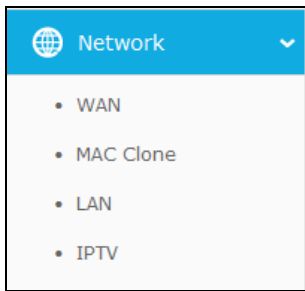 Network
• WAN
• MAC Clone
• LAN
• IPTV